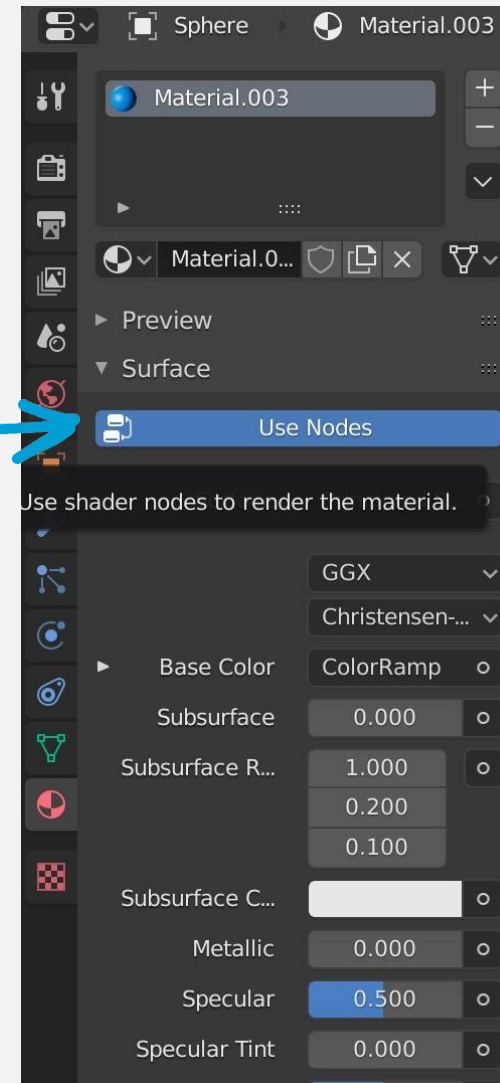 Sphere Material.003
Material.003
Material.0...
Preview
Surface
Use Nodes
Use shader nodes to render the material.
GGX
Christensen-...
Base Color ColorRamp
Subsurface 0.000
Subsurface R... 1.000
0.200
0.100
Subsurface C...
Metallic 0.000
Specular 0.500
Specular Tint 0.000